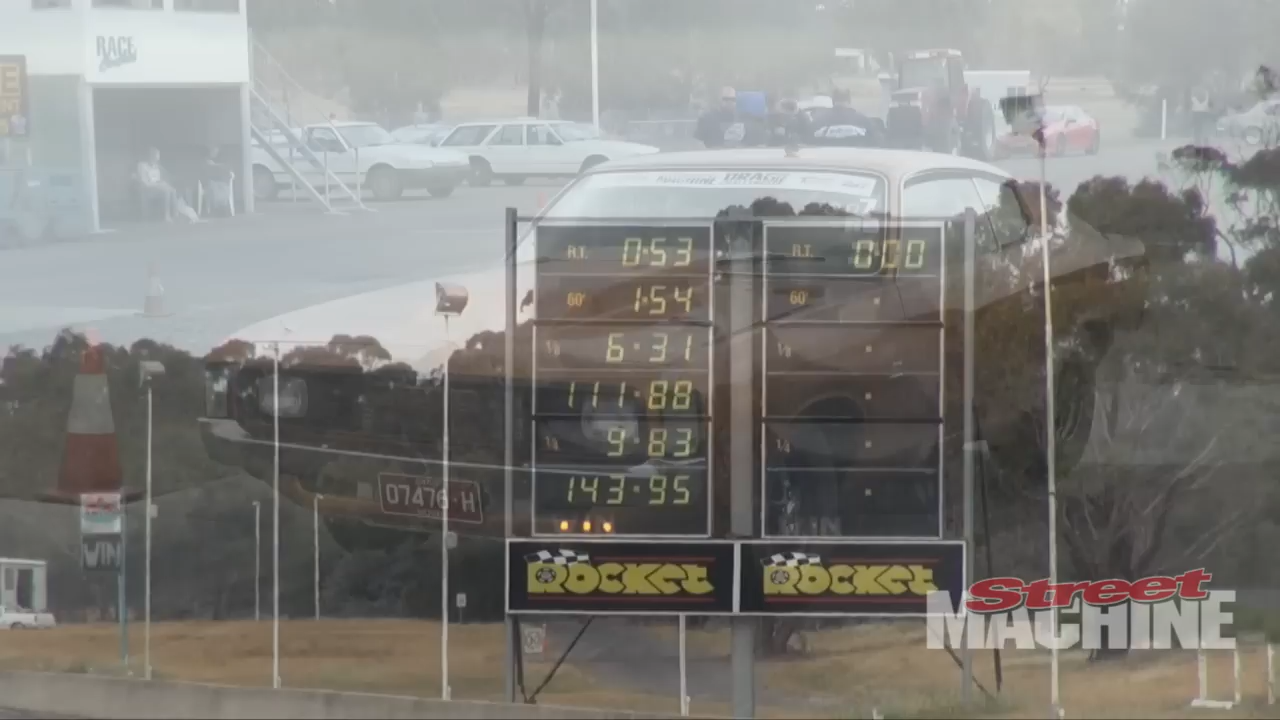 RACE
DRAG
R.T. 0.53
60' 1.54
1/8 6.31
111.88
1/4 9.83
143.95
R.T. 0.00
60' .
1/8 .
.
1/4 .
.
07476·H
WIN
ROCKET
ROCKET
Street
MACHINE